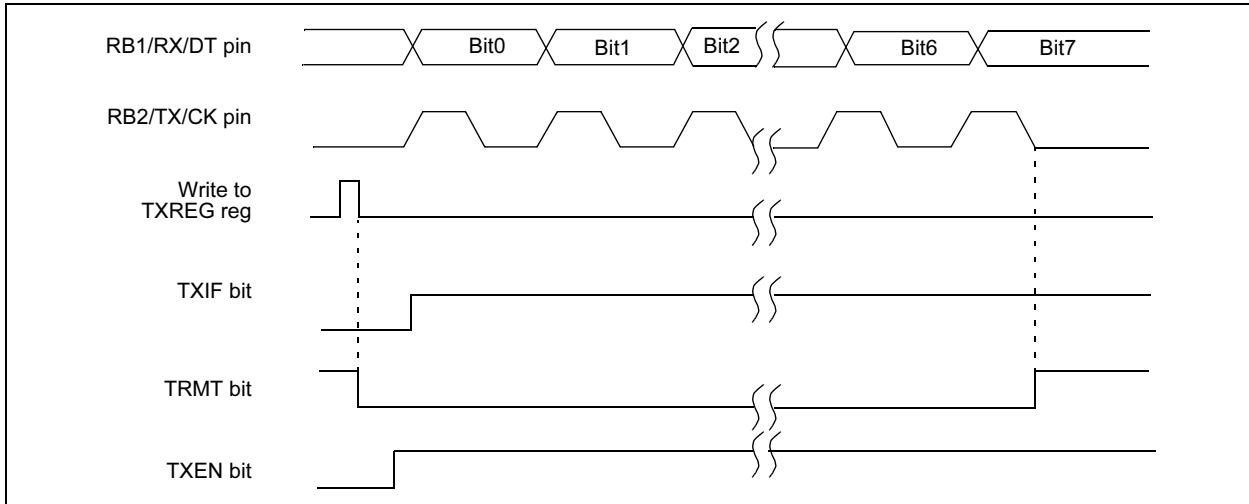 RB1/RX/DT pin
Bit0
Bit1
Bit2
Bit6
Bit7
RB2/TX/CK pin
Write to
TXREG reg
TXIF bit
TRMT bit
TXEN bit